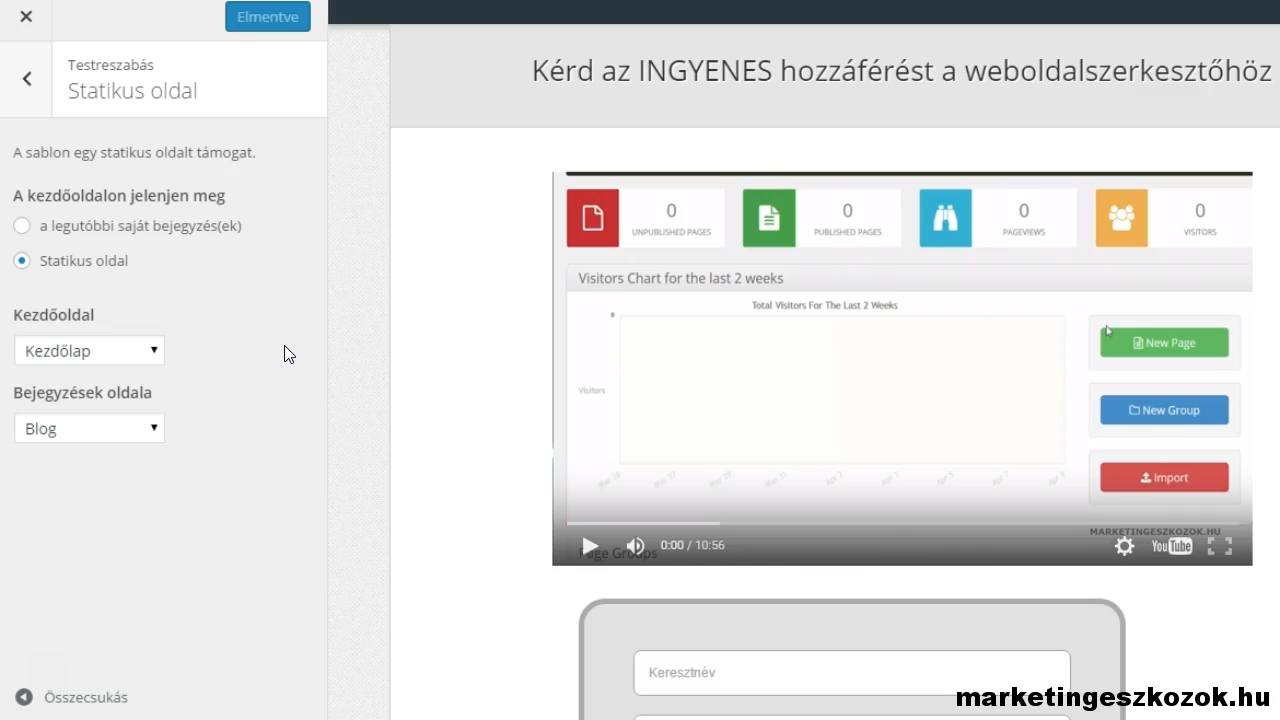 Elmentve
Testreszabás
Statikus oldal
A sablon egy statikus oldalt támogat.
A kezdőoldalon jelenjen meg
a legutóbbi saját bejegyzés(ek)
Statikus oldal
Kezdőoldal
Kezdőlap
Bejegyzések oldala
Blog
Összecsukás
Kérd az INGYENES hozzáférést a weboldalszerkesztőhöz
0
UNPUBLISHED PAGES
0
PUBLISHED PAGES
0
PAGEVIEWS
0
VISITORS
Visitors Chart for the last 2 weeks
Total Visitors For The Last 2 Weeks
Visitors
New Page
New Group
Import
MARKETINGESZKOZOK.HU
Page Groups
0:00 / 10:56
YouTube
Keresztnév
marketingeszkozok.hu